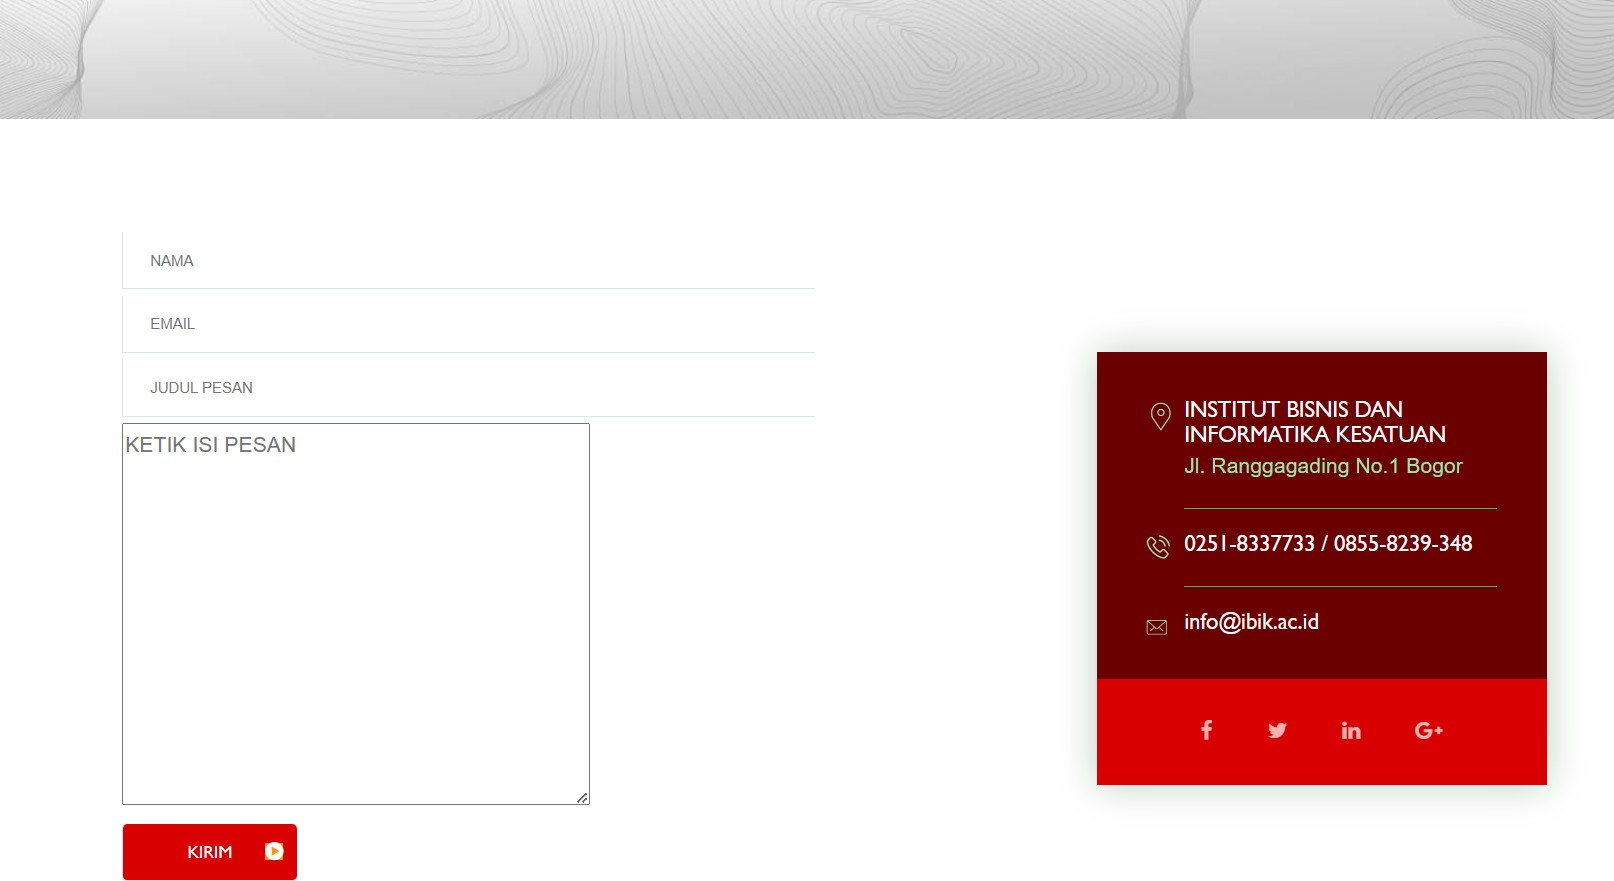 NAMA
EMAIL
JUDUL PESAN
KETIK ISI PESAN
KIRIM
INSTITUT BISNIS DAN
INFORMATIKA KESATUAN
Jl. Ranggagading No.1 Bogor
0251-8337733 / 0855-8239-348
info@ibik.ac.id